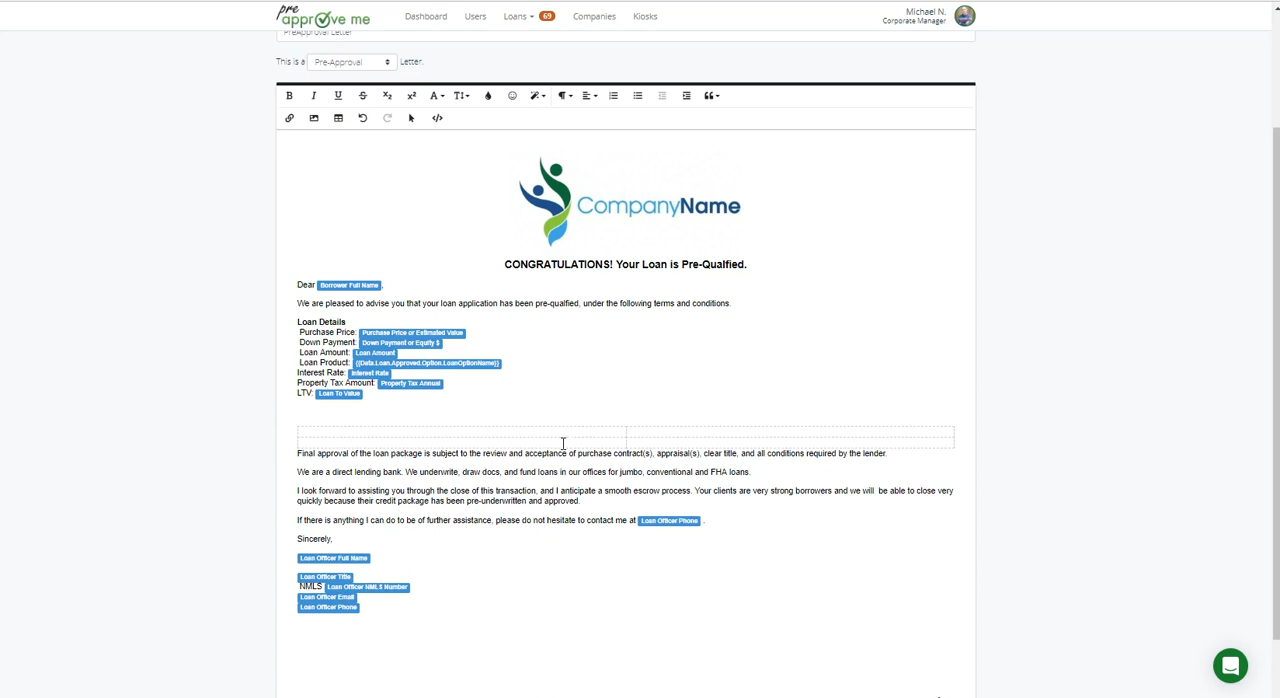 pre
approve me
Dashboard Users Loans 69 Companies Kiosks
Michael N.
Corporate Manager
PreApproval Letter
This is a Pre-Approval Letter.
CompanyName
CONGRATULATIONS! Your Loan is Pre-Qualfied.
Dear Borrower Full Name,
We are pleased to advise you that your loan application has been pre-qualfied, under the following terms and conditions.
Loan Details
Purchase Price: Purchase Price or Estimated Value
Down Payment: Down Payment or Equity $
Loan Amount: Loan Amount
Loan Product: {{Data.Loan.Approved.Option.LoanOptionName}}
Interest Rate: Interest Rate
Property Tax Amount: Property Tax Annual
LTV: Loan To Value
Final approval of the loan package is subject to the review and acceptance of purchase contract(s), appraisal(s), clear title, and all conditions required by the lender.
We are a direct lending bank. We underwrite, draw docs, and fund loans in our offices for jumbo, conventional and FHA loans.
I look forward to assisting you through the close of this transaction, and I anticipate a smooth escrow process. Your clients are very strong borrowers and we will be able to close very
quickly because their credit package has been pre-underwritten and approved.
If there is anything I can do to be of further assistance, please do not hesitate to contact me at Loan Officer Phone .
Sincerely,
Loan Officer Full Name
Loan Officer Title
NMLS Loan Officer NMLS Number
Loan Officer Email
Loan Officer Phone